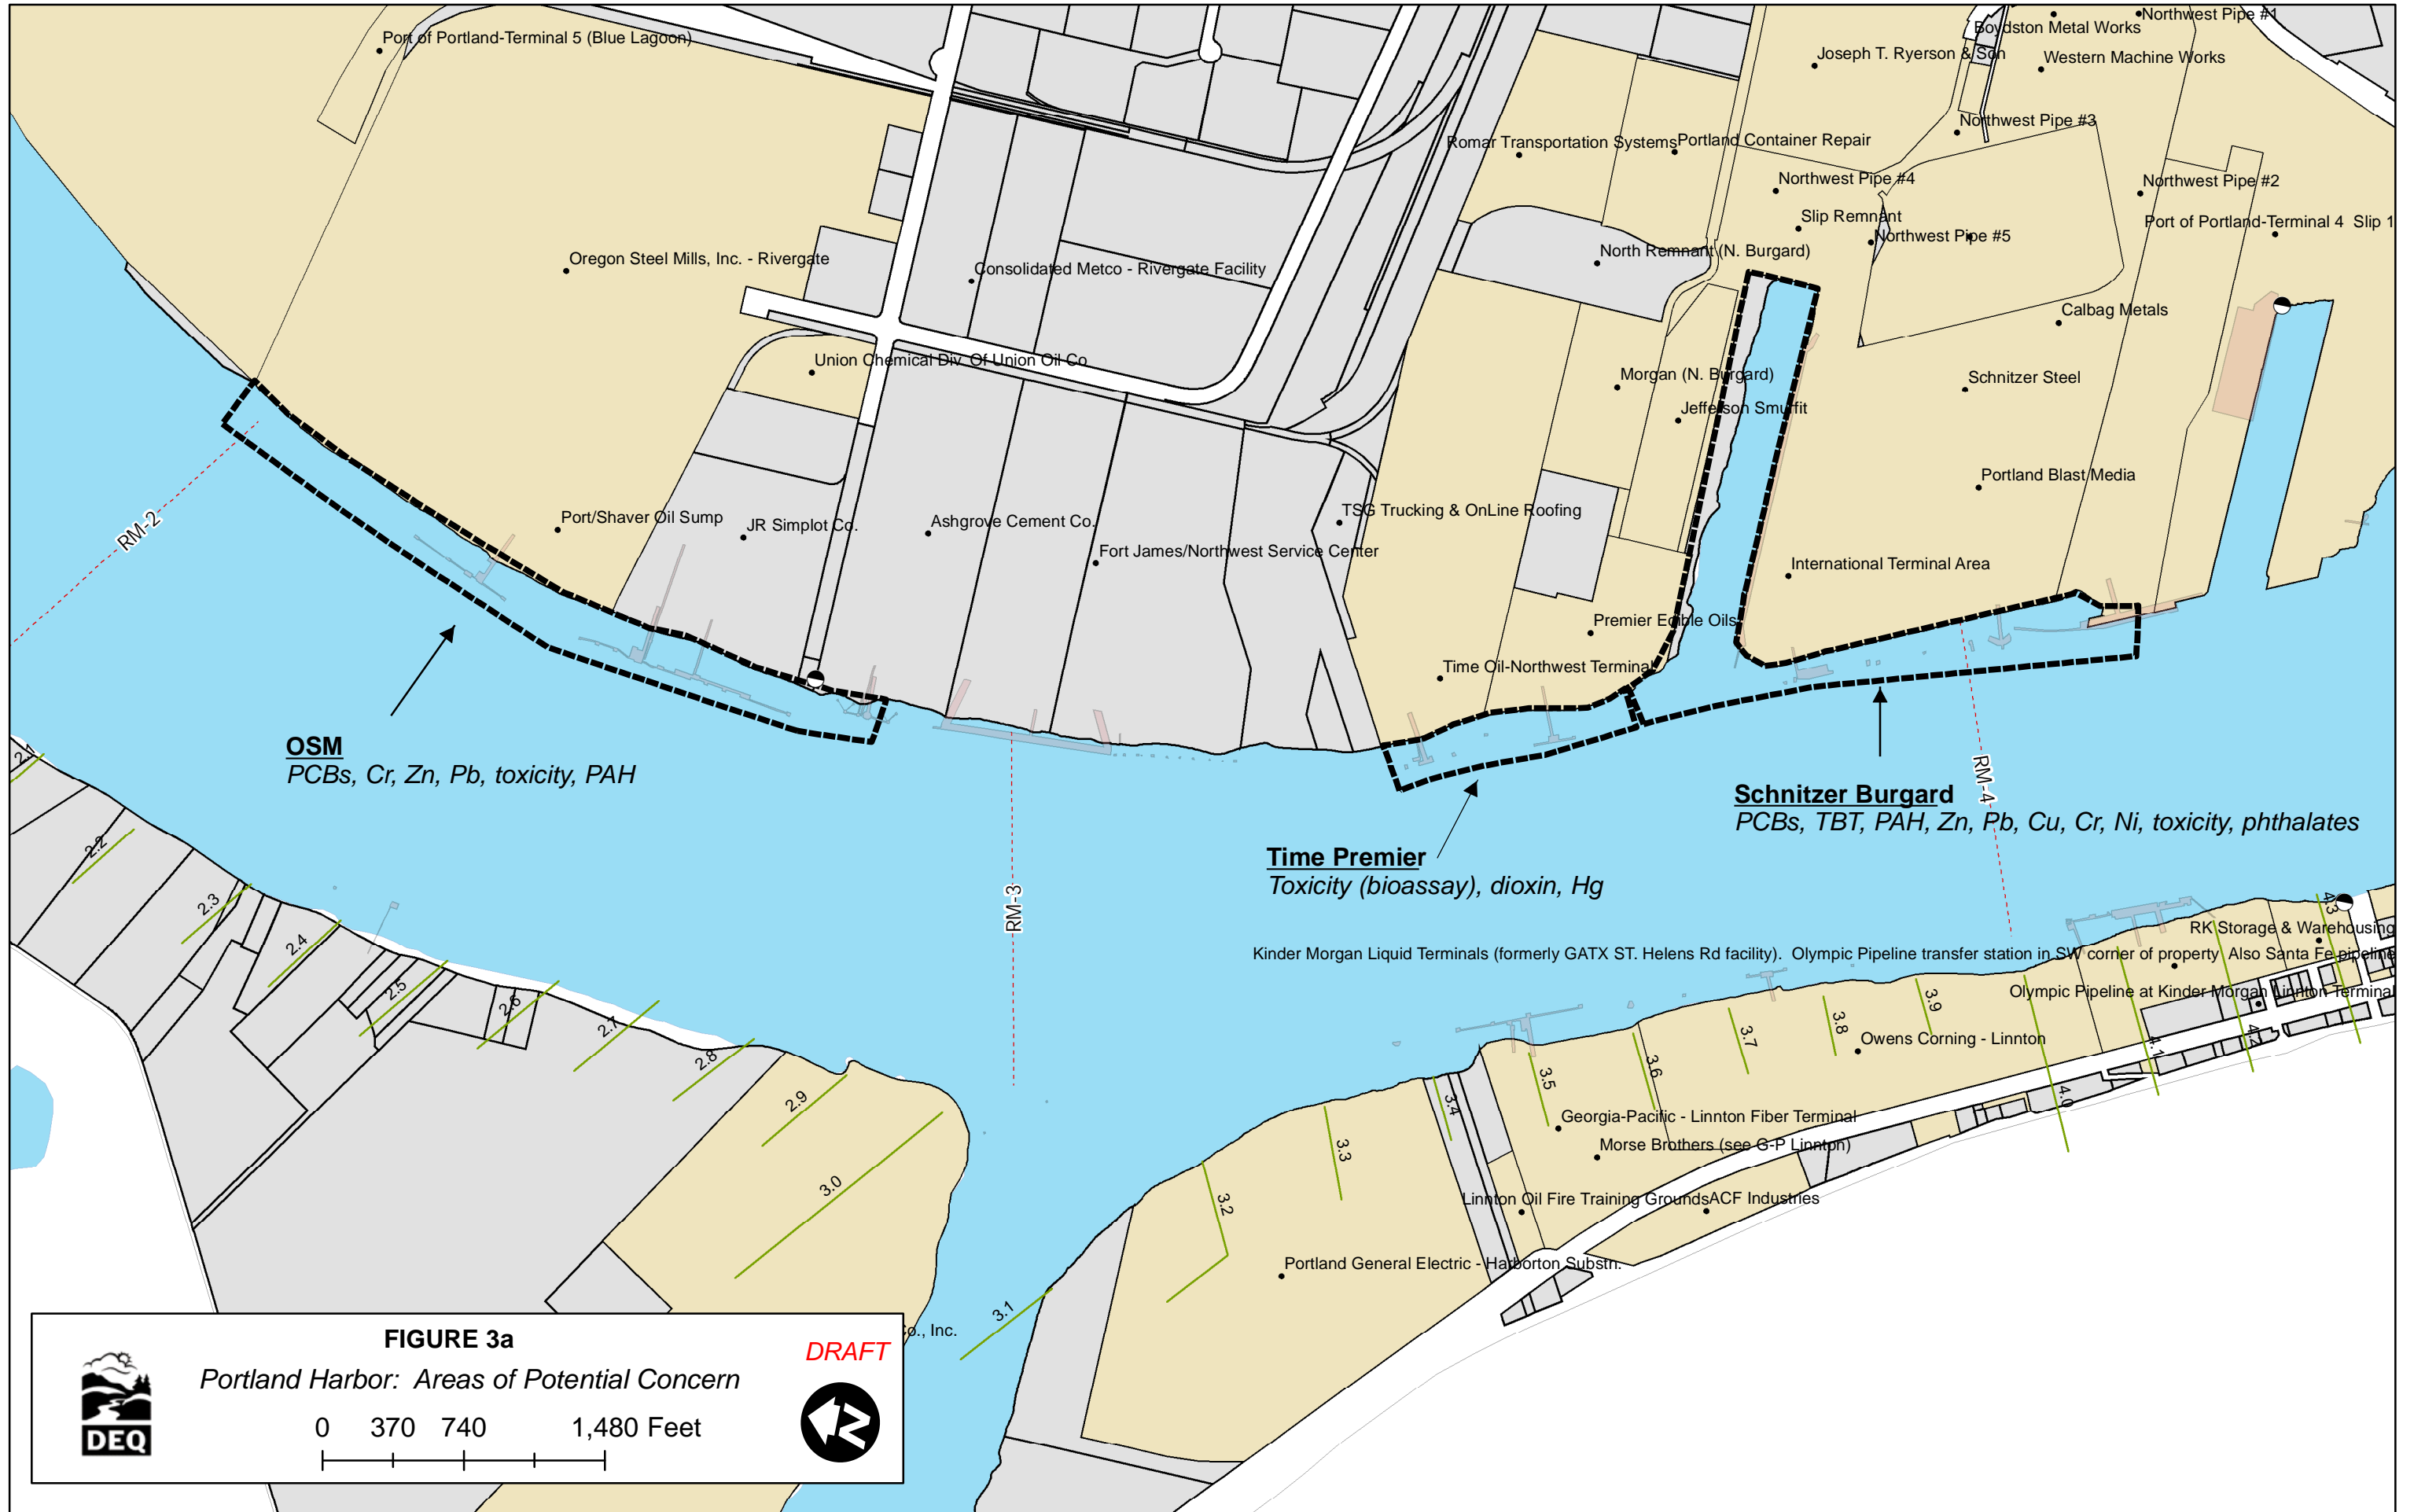 Northwest Pipe #1
Boydston Metal Works
Port of Portland-Terminal 5 (Blue Lagoon)
Joseph T. Ryerson & Son
Western Machine Works
Northwest Pipe #3
Romar Transportation Systems
Portland Container Repair
Northwest Pipe #4
Northwest Pipe #2
Slip Remnant
Port of Portland-Terminal 4 Slip 1
Northwest Pipe #5
North Remnant (N. Burgard)
Oregon Steel Mills, Inc. - Rivergate
Consolidated Metco - Rivergate Facility
Calbag Metals
Union Chemical Div. Of Union Oil Co
Morgan (N. Burgard)
Schnitzer Steel
Jefferson Smurfit
Portland Blast Media
RM-2
Port/Shaver Oil Sump
JR Simplot Co.
Ashgrove Cement Co.
TSG Trucking & OnLine Roofing
Fort James/Northwest Service Center
International Terminal Area
Premier Edible Oils
Time Oil-Northwest Terminal
OSM
PCBs, Cr, Zn, Pb, toxicity, PAH
RM-4
Schnitzer Burgard
PCBs, TBT, PAH, Zn, Pb, Cu, Cr, Ni, toxicity, phthalates
Time Premier
Toxicity (bioassay), dioxin, Hg
RM-3
2.1
2.2
2.3
2.4
2.5
2.6
2.7
2.8
2.9
3.0
3.1
3.2
3.3
3.4
3.5
3.6
3.7
3.8
3.9
4.0
4.1
4.2
4.3
RK Storage & Warehousing
Kinder Morgan Liquid Terminals (formerly GATX ST. Helens Rd facility). Olympic Pipeline transfer station in SW corner of property Also Santa Fe pipeline
Olympic Pipeline at Kinder Morgan Linnton Terminal
Owens Corning - Linnton
Georgia-Pacific - Linnton Fiber Terminal
Morse Brothers (see G-P Linnton)
Linnton Oil Fire Training Grounds
ACF Industries
Portland General Electric - Harborton Substn.
Co., Inc.
FIGURE 3a
DRAFT
Portland Harbor: Areas of Potential Concern
0 370 740 1,480 Feet
DEQ
N